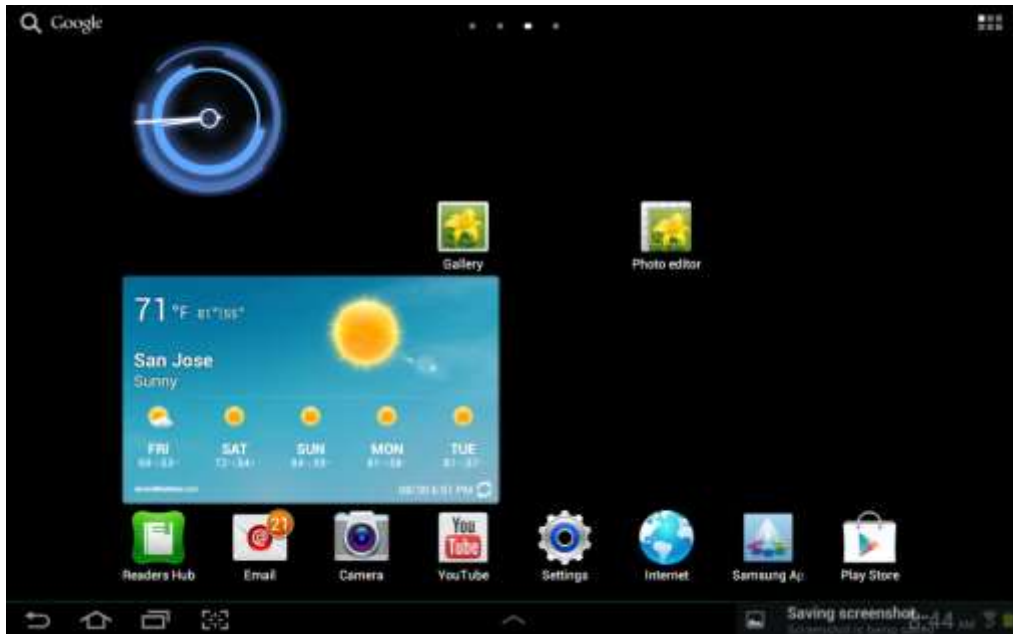 Google
Gallery
Photo editor
71°F
San Jose
Sunny
FRI SAT SUN MON TUE
You
Tube
21
Readers Hub
Email
Camera
YouTube
Settings
Internet
Samsung Ap
Play Store
Saving screenshot...